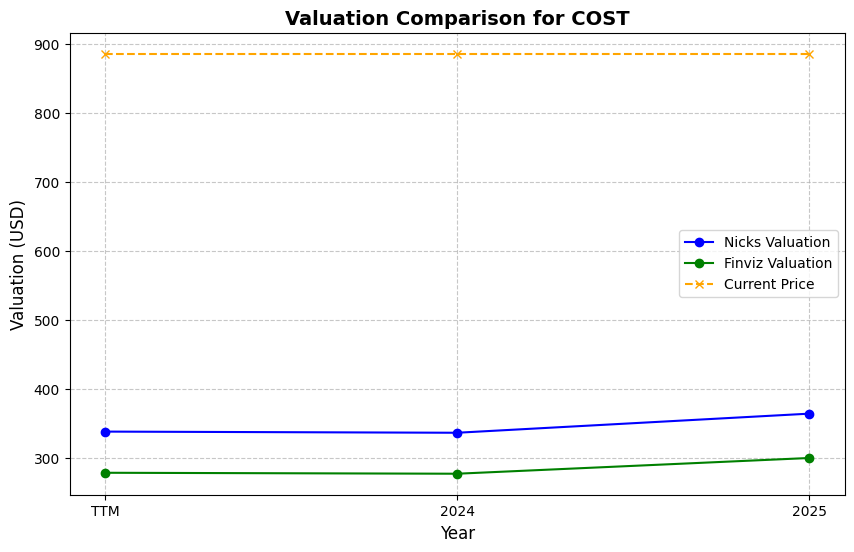 Valuation Comparison for COST
900
800
700
600
500
400
300
Valuation (USD)
Nicks Valuation
Finviz Valuation
Current Price
TTM
2024
2025
Year